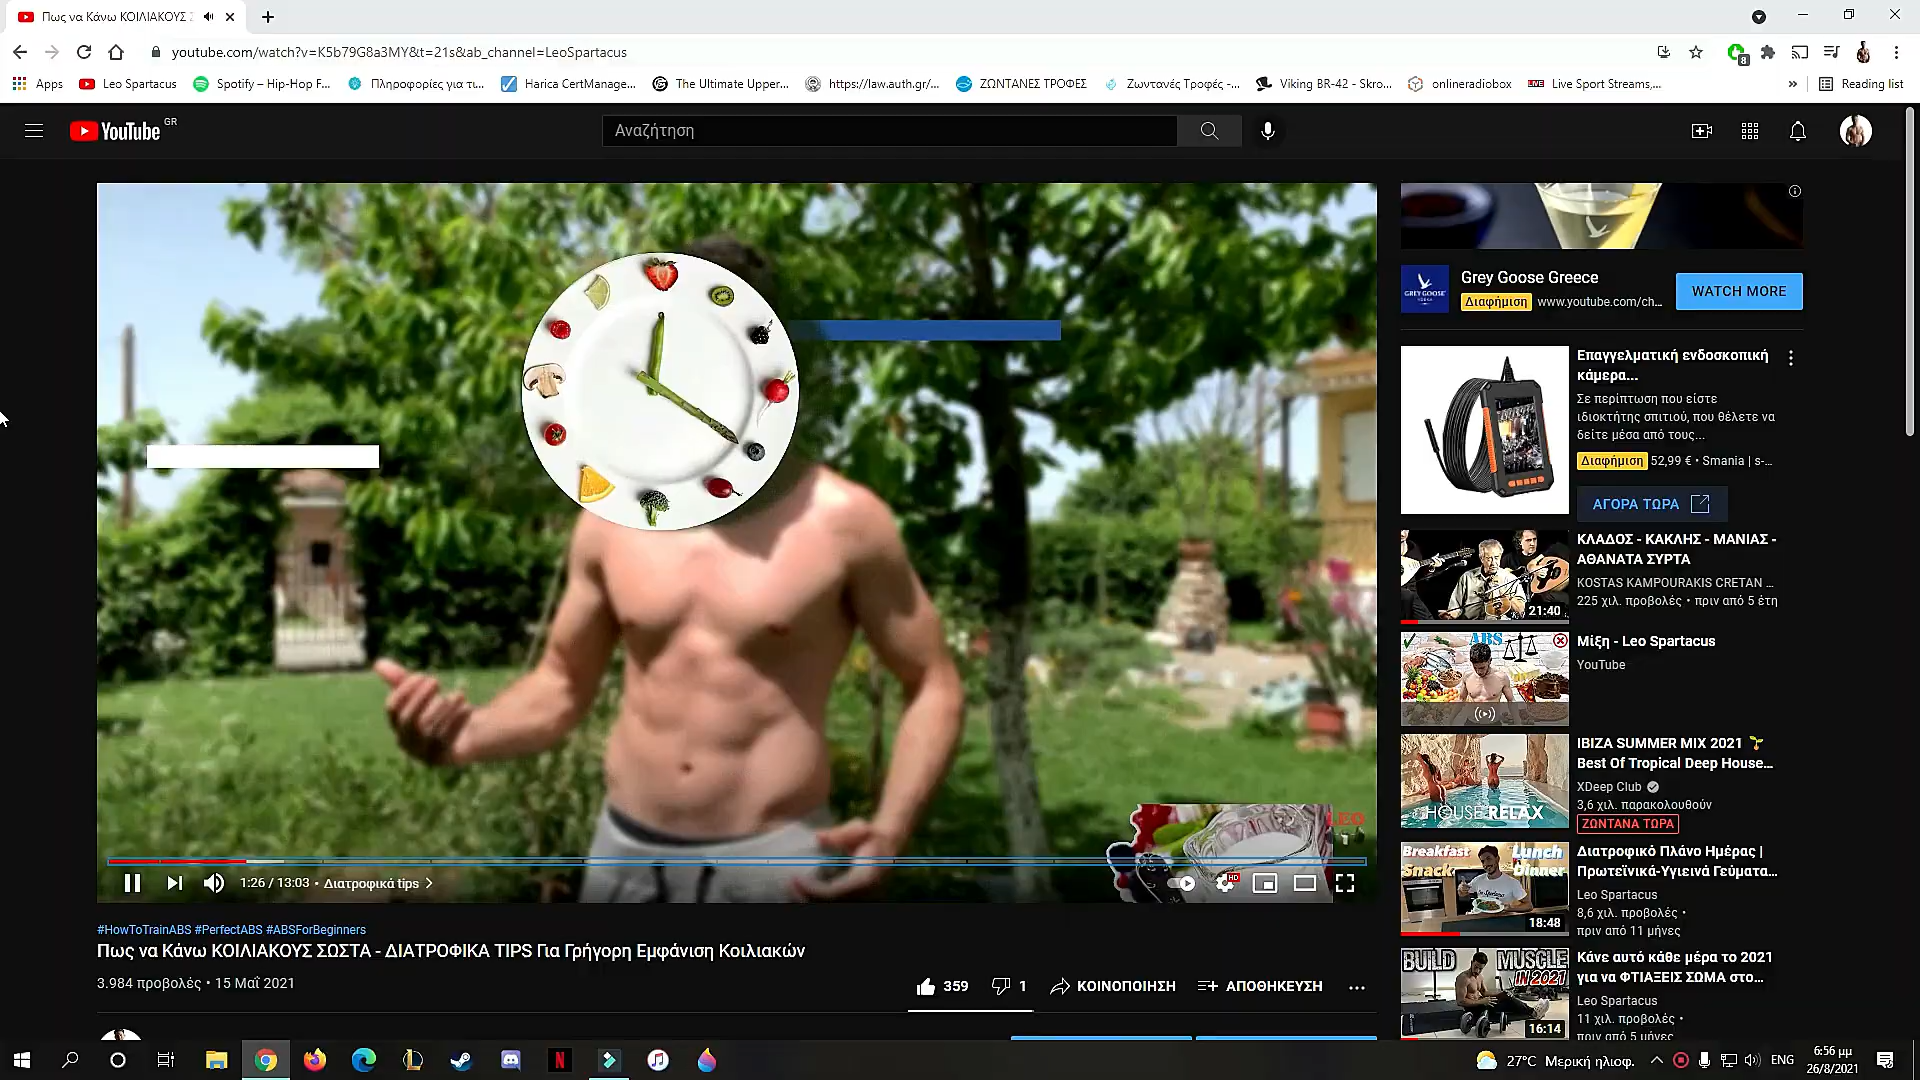 Πως να Κάνω ΚΟΙΛΙΑΚΟΥΣ Σ
youtube.com/watch?v=K5b79G8a3MY&t=21s&ab_channel=LeoSpartacus
8
Apps
Leo Spartacus
Spotify – Hip-Hop F...
Πληροφορίες για τι...
Harica CertManage...
The Ultimate Upper...
https://law.auth.gr/...
ΖΩΝΤΑΝΕΣ ΤΡΟΦΕΣ
Ζωντανές Τροφές -...
Viking BR-42 - Skro...
onlineradiobox
LIVE Live Sport Streams,...
»
Reading list
YouTube GR
Αναζήτηση
Grey Goose Greece
Διαφήμιση www.youtube.com/ch...
WATCH MORE
GREY GOOSE
Επαγγελματική ενδοσκοπική
κάμερα...
Σε περίπτωση που είστε
ιδιοκτήτης σπιτιού, που θέλετε να
δείτε μέσα από τους...
Διαφήμιση 52,99 € • Smania | s-...
ΑΓΟΡΑ ΤΩΡΑ
ΚΛΑΔΟΣ - ΚΑΚΛΗΣ - ΜΑΝΙΑΣ -
ΑΘΑΝΑΤΑ ΣΥΡΤΑ
KOSTAS KAMPOURAKIS CRETAN ...
225 χιλ. προβολές • πριν από 5 έτη
21:40
ABS
Μίξη - Leo Spartacus
YouTube
IBIZA SUMMER MIX 2021
Best Of Tropical Deep House...
XDeep Club
3,6 χιλ. παρακολουθούν
ΖΩΝΤΑΝΑ ΤΩΡΑ
HOUSE RELAX
Breakfast Lunch
Snack Dinner
18:48
Διατροφικό Πλάνο Ημέρας |
Πρωτεϊνικά-Υγιεινά Γεύματα...
Leo Spartacus
8,6 χιλ. προβολές •
πριν από 11 μήνες
BUILD MUSCLE
IN 2021
16:14
Κάνε αυτό κάθε μέρα το 2021
για να ΦΤΙΑΞΕΙΣ ΣΩΜΑ στο...
Leo Spartacus
11 χιλ. προβολές •
πριν από 5 μήνες
LEO
1:26 / 13:03 • Διατροφικά tips
HD
#HowToTrainABS #PerfectABS #ABSForBeginners
Πως να Κάνω ΚΟΙΛΙΑΚΟΥΣ ΣΩΣΤΑ - ΔΙΑΤΡΟΦΙΚΑ TIPS Για Γρήγορη Εμφάνιση Κοιλιακών
3.984 προβολές • 15 Μαΐ 2021
359
1
ΚΟΙΝΟΠΟΙΗΣΗ
ΑΠΟΘΗΚΕΥΣΗ
27°C Μερική ηλιοφ.
ENG
6:56 μμ
26/8/2021